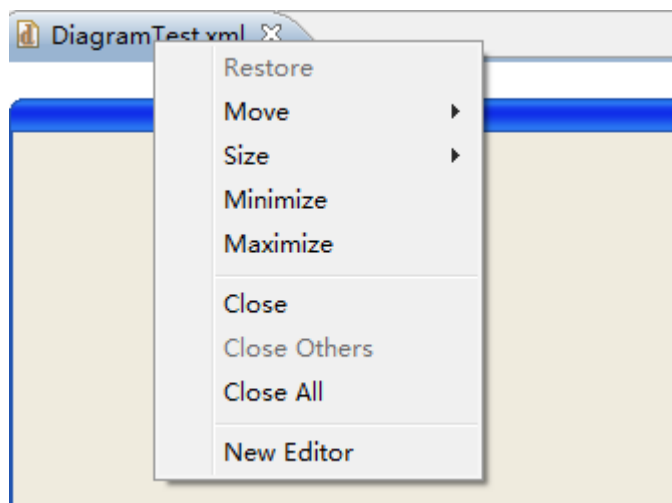 DiagramTest.xml
Restore
Move
Size
Minimize
Maximize
Close
Close Others
Close All
New Editor